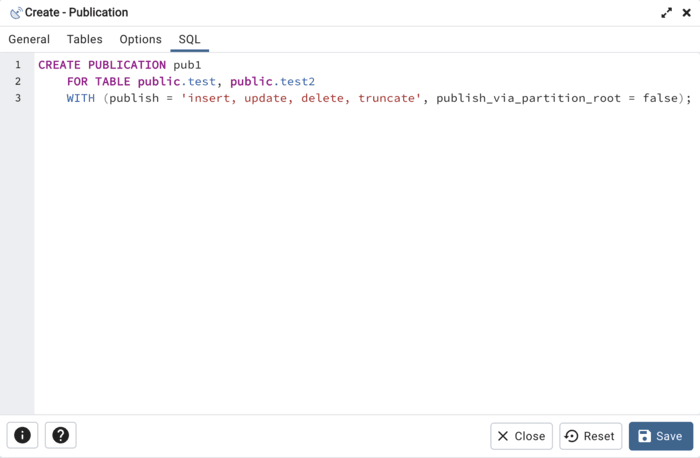 Create - Publication
General Tables Options SQL
1 CREATE PUBLICATION pub1
2 FOR TABLE public.test, public.test2
3 WITH (publish = 'insert, update, delete, truncate', publish_via_partition_root = false);
Close Reset Save